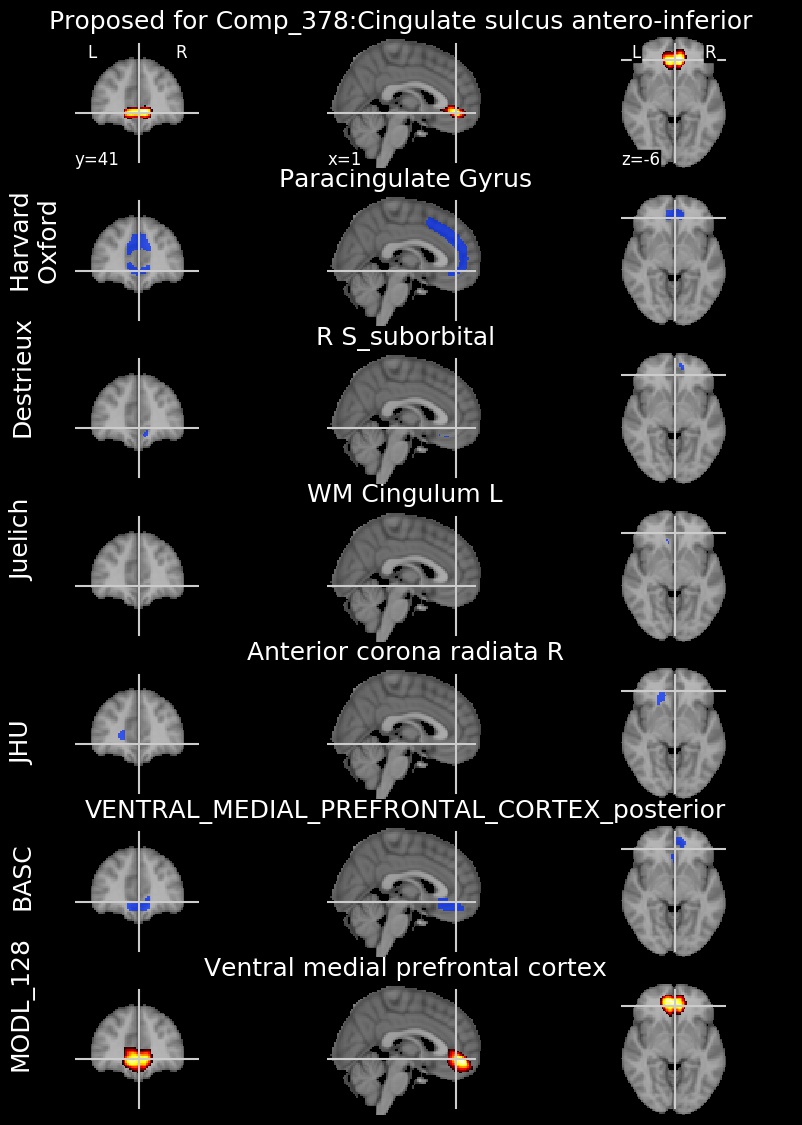 Proposed for Comp_378:Cingulate sulcus antero-inferior
L R
L R
y=41
x=1
z=-6
Paracingulate Gyrus
Harvard
Oxford
R S_suborbital
Destrieux
WM Cingulum L
Juelich
Anterior corona radiata R
JHU
VENTRAL_MEDIAL_PREFRONTAL_CORTEX_posterior
BASC
Ventral medial prefrontal cortex
MODL_128